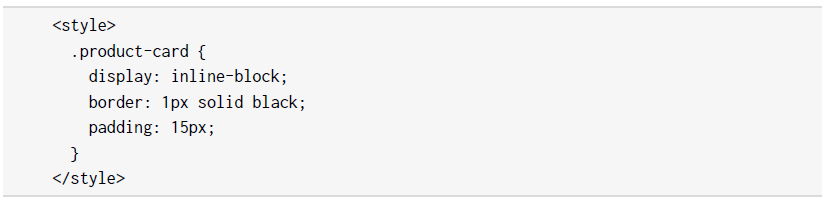 <style>
.product-card {
display: inline-block;
border: 1px solid black;
padding: 15px;
}
</style>